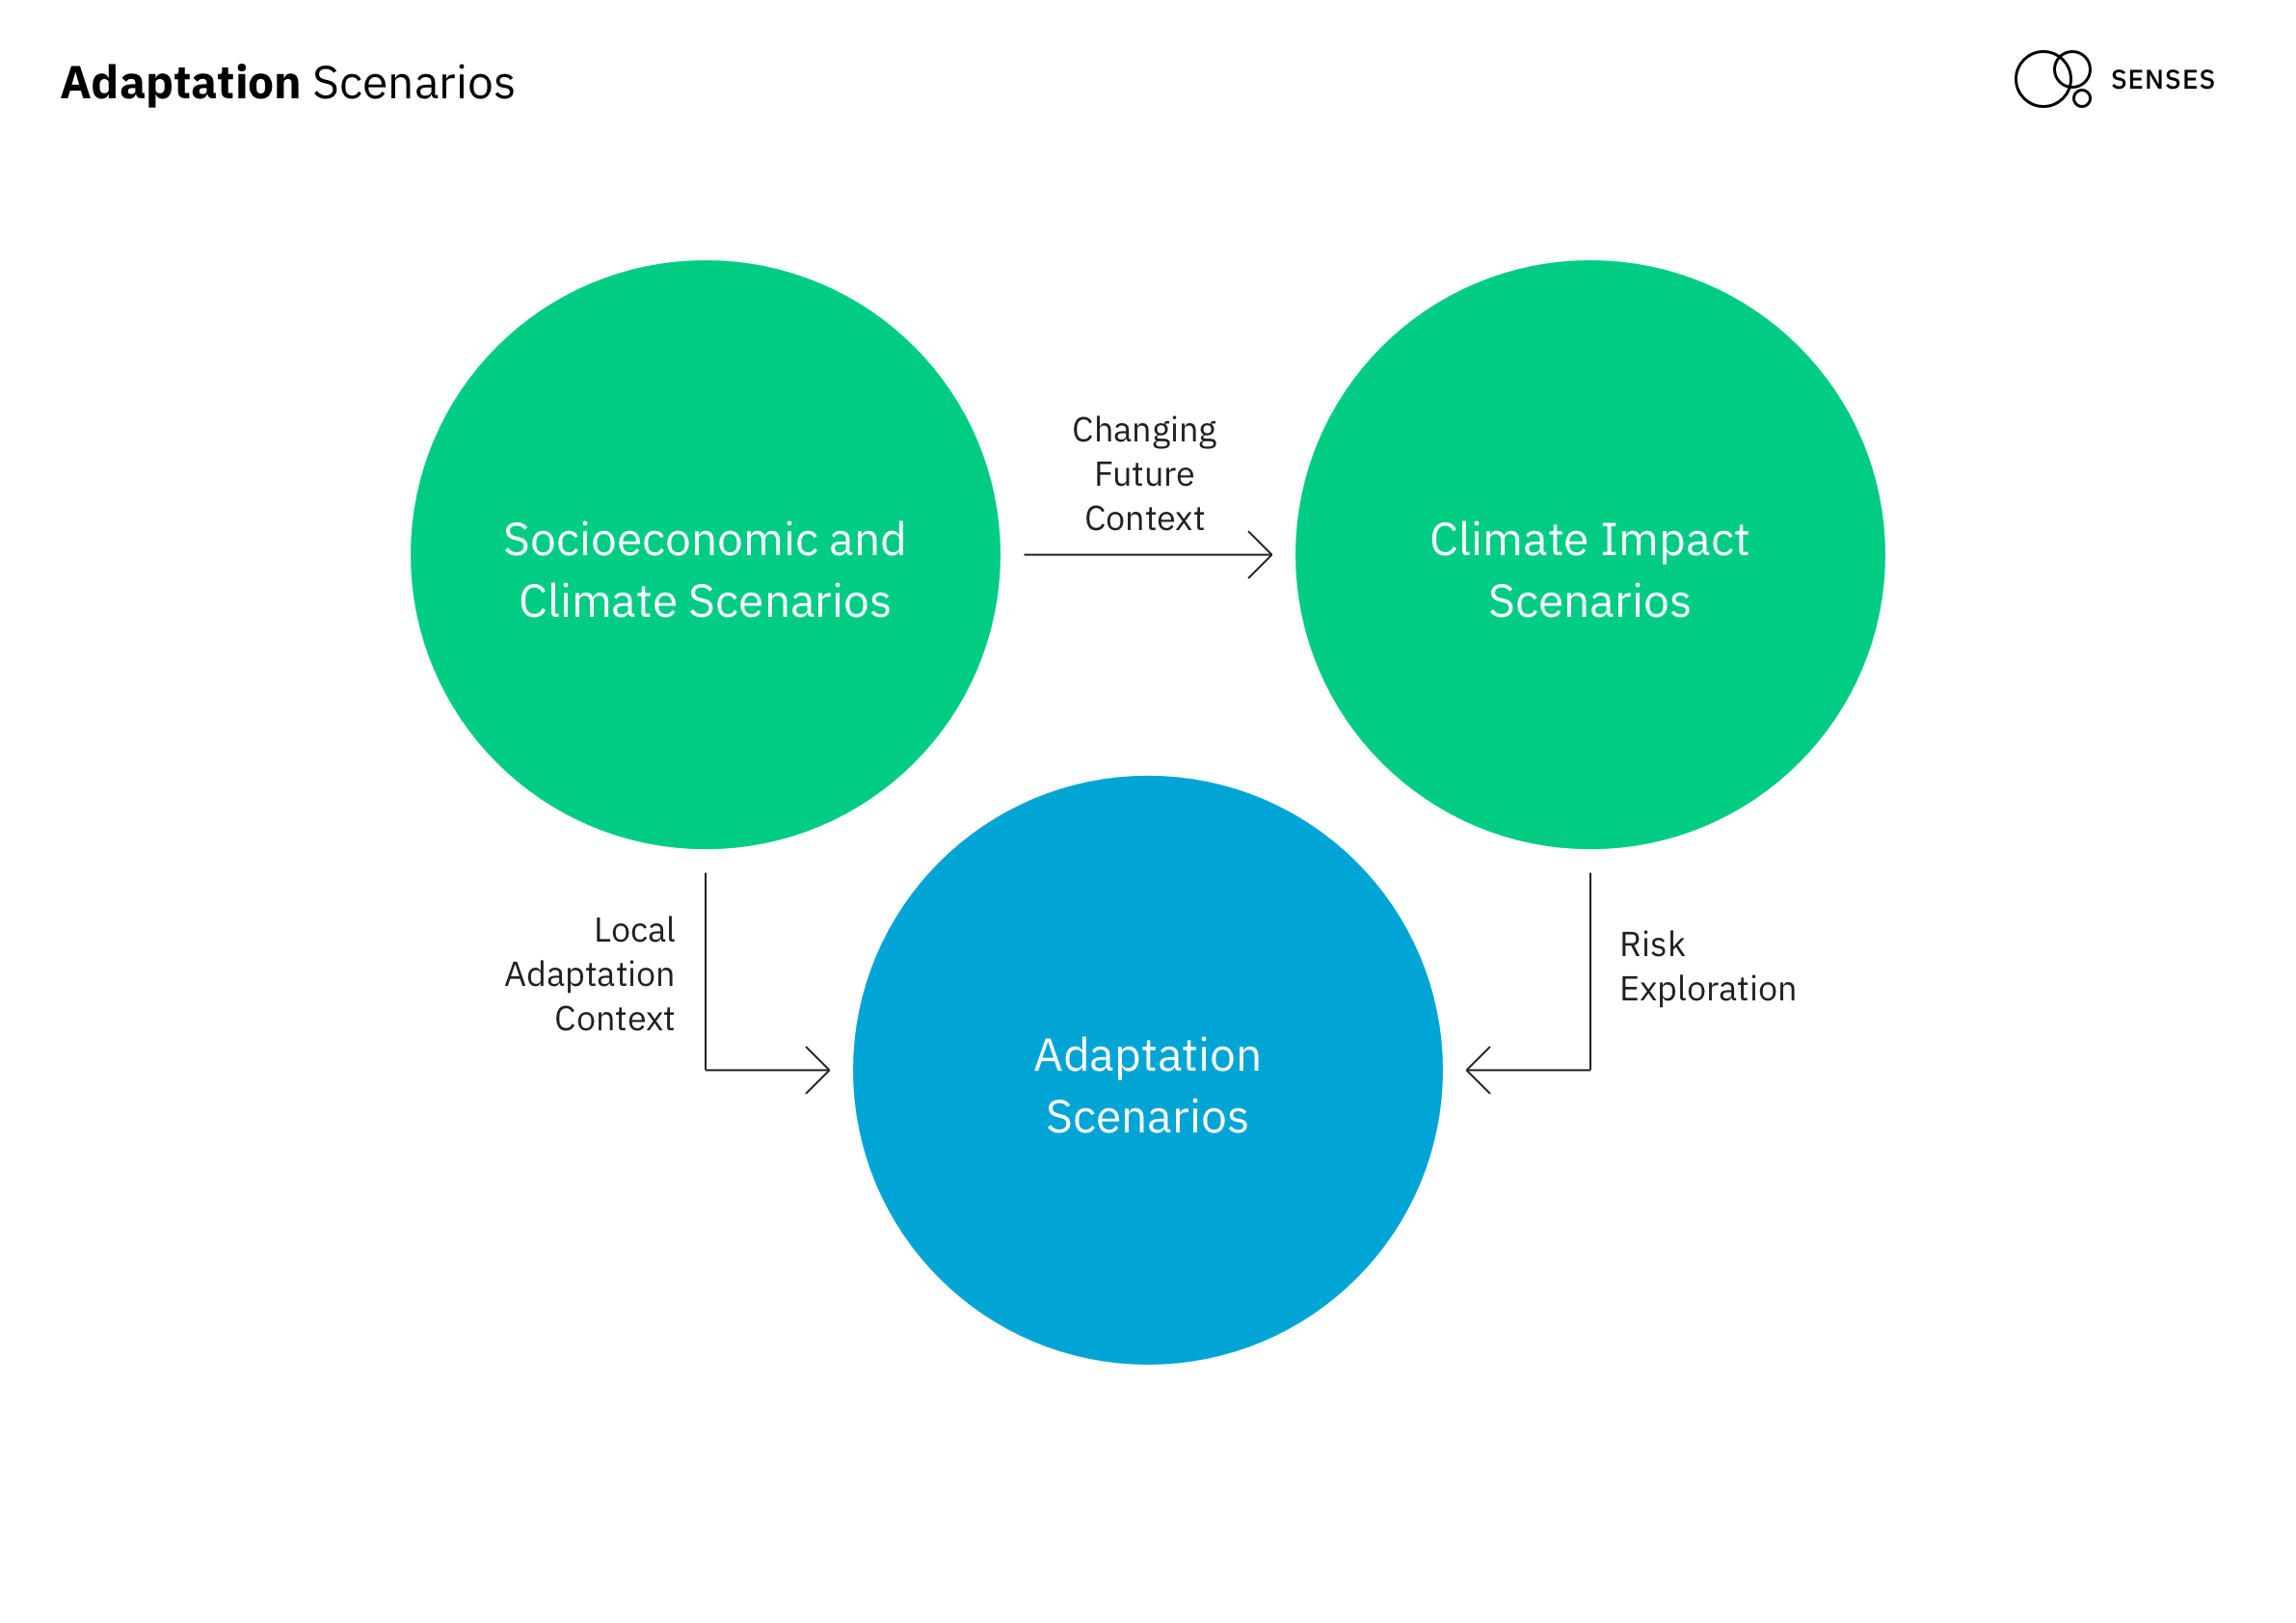 Adaptation Scenarios
SENSES
Changing
Future
Context
Socioeconomic and
Climate Scenarios
Climate Impact
Scenarios
Local
Adaptation
Context
Risk
Exploration
Adaptation
Scenarios